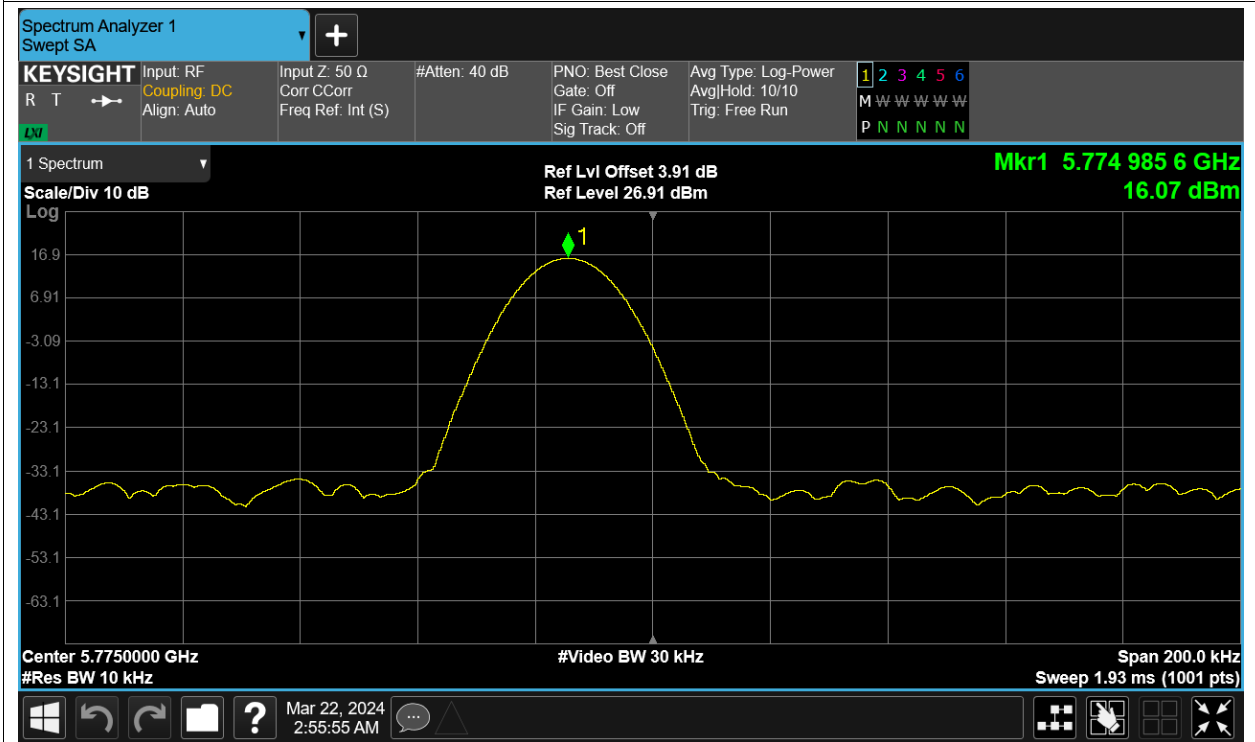 Spectrum Analyzer 1
Swept SA
+
KEYSIGHT
R T
LXI
Input: RF
Coupling: DC
Align: Auto
Input Z: 50 Ω
Corr CCorr
Freq Ref: Int (S)
#Atten: 40 dB
PNO: Best Close
Gate: Off
IF Gain: Low
Sig Track: Off
Avg Type: Log-Power
Avg|Hold: 10/10
Trig: Free Run
1 2 3 4 5 6
M W W W W W
P N N N N N
1 Spectrum
Scale/Div 10 dB
Log
Ref Lvl Offset 3.91 dB
Ref Level 26.91 dBm
Mkr1 5.774 985 6 GHz
16.07 dBm
1
16.9
6.91
-3.09
-13.1
-23.1
-33.1
-43.1
-53.1
-63.1
Center 5.7750000 GHz
#Res BW 10 kHz
#Video BW 30 kHz
Span 200.0 kHz
Sweep 1.93 ms (1001 pts)
?
Mar 22, 2024
2:55:55 AM